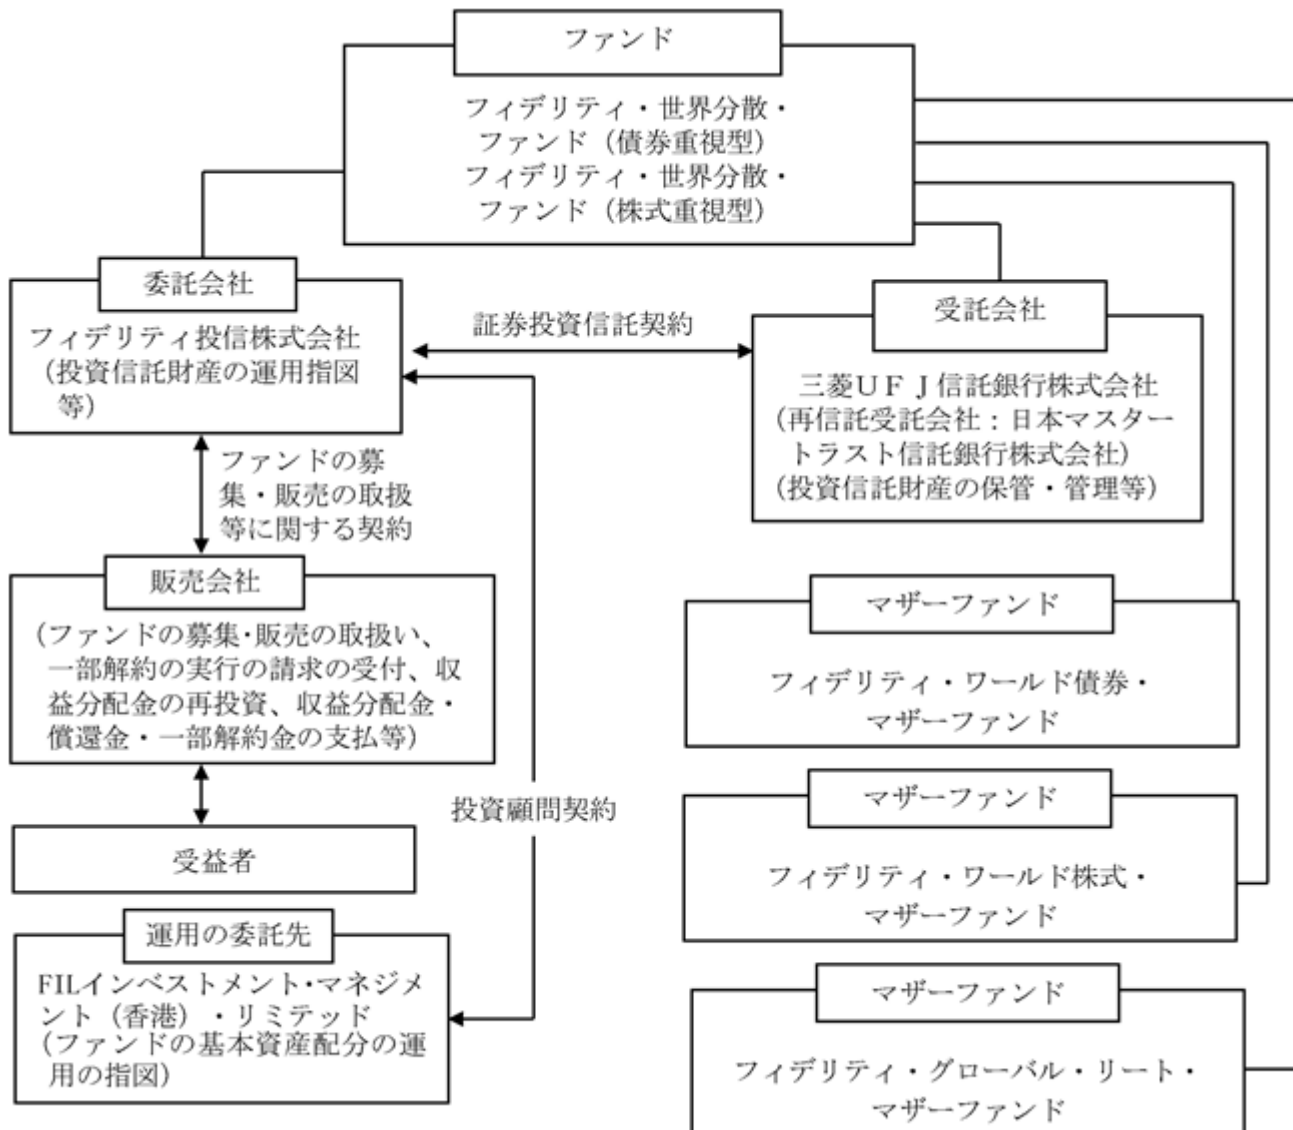 ファンド
フィデリティ・世界分散・
ファンド（債券重視型）
フィデリティ・世界分散・
ファンド（株式重視型）
委託会社
フィデリティ投信株式会社
（投資信託財産の運用指図
等）
証券投資信託契約
受託会社
三菱ＵＦＪ信託銀行株式会社
（再信託受託会社：日本マスター
トラスト信託銀行株式会社）
（投資信託財産の保管・管理等）
ファンドの募
集・販売の取扱
等に関する契約
販売会社
（ファンドの募集・販売の取扱い、
一部解約の実行の請求の受付、収
益分配金の再投資、収益分配金・
償還金・一部解約金の支払等）
投資顧問契約
受益者
運用の委託先
FILインベストメント・マネジメ
ント（香港）・リミテッド
（ファンドの基本資産配分の運
用の指図）
マザーファンド
フィデリティ・ワールド債券・
マザーファンド
マザーファンド
フィデリティ・ワールド株式・
マザーファンド
マザーファンド
フィデリティ・グローバル・リート・
マザーファンド